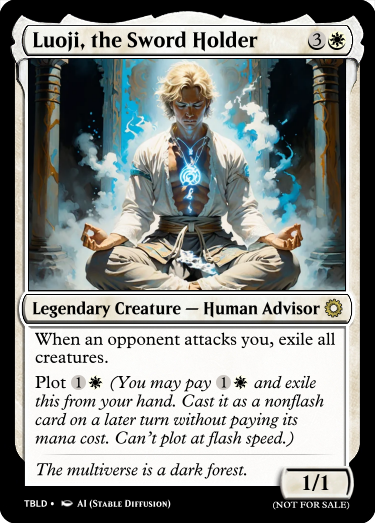 Luoji, the Sword Holder 3
Legendary Creature — Human Advisor
When an opponent attacks you, exile all
creatures.
Plot 1 (You may pay 1 and exile
this from your hand. Cast it as a nonflash
card on a later turn without paying its
mana cost. Can't plot at flash speed.)
The multiverse is a dark forest.
1/1
TBLD • AI (Stable Diffusion)
(NOT FOR SALE)